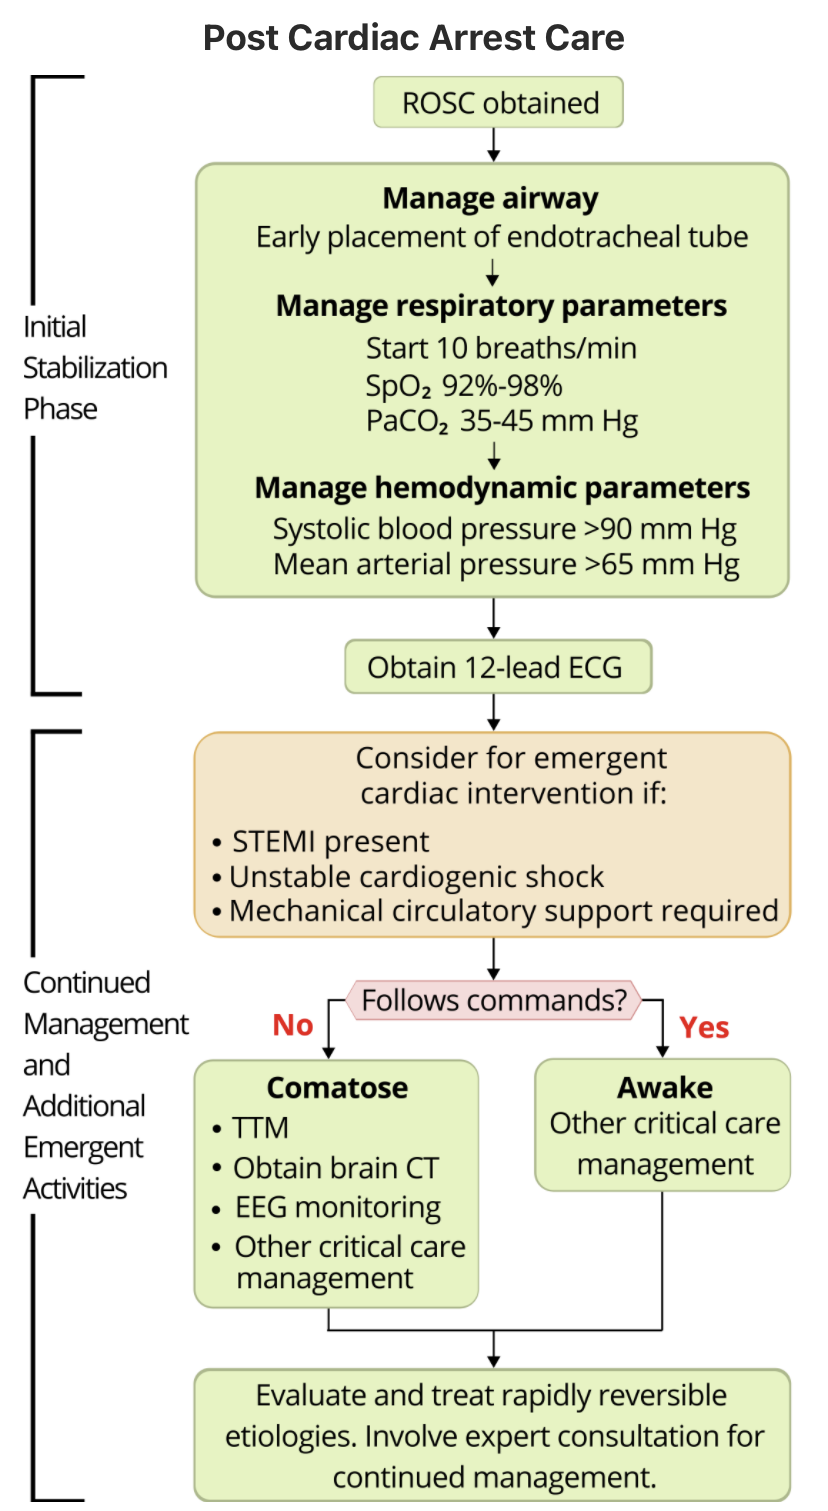 Post Cardiac Arrest Care
Initial
Stabilization
Phase
ROSC obtained
Manage airway
Early placement of endotracheal tube
Manage respiratory parameters
Start 10 breaths/min
SpO₂ 92%-98%
PaCO₂ 35-45 mm Hg
Manage hemodynamic parameters
Systolic blood pressure >90 mm Hg
Mean arterial pressure >65 mm Hg
Obtain 12-lead ECG
Continued
Management
and
Additional
Emergent
Activities
Consider for emergent
cardiac intervention if:
• STEMI present
• Unstable cardiogenic shock
• Mechanical circulatory support required
Follows commands?
No
Yes
Comatose
• TTM
• Obtain brain CT
• EEG monitoring
• Other critical care
management
Awake
Other critical care
management
Evaluate and treat rapidly reversible
etiologies. Involve expert consultation for
continued management.